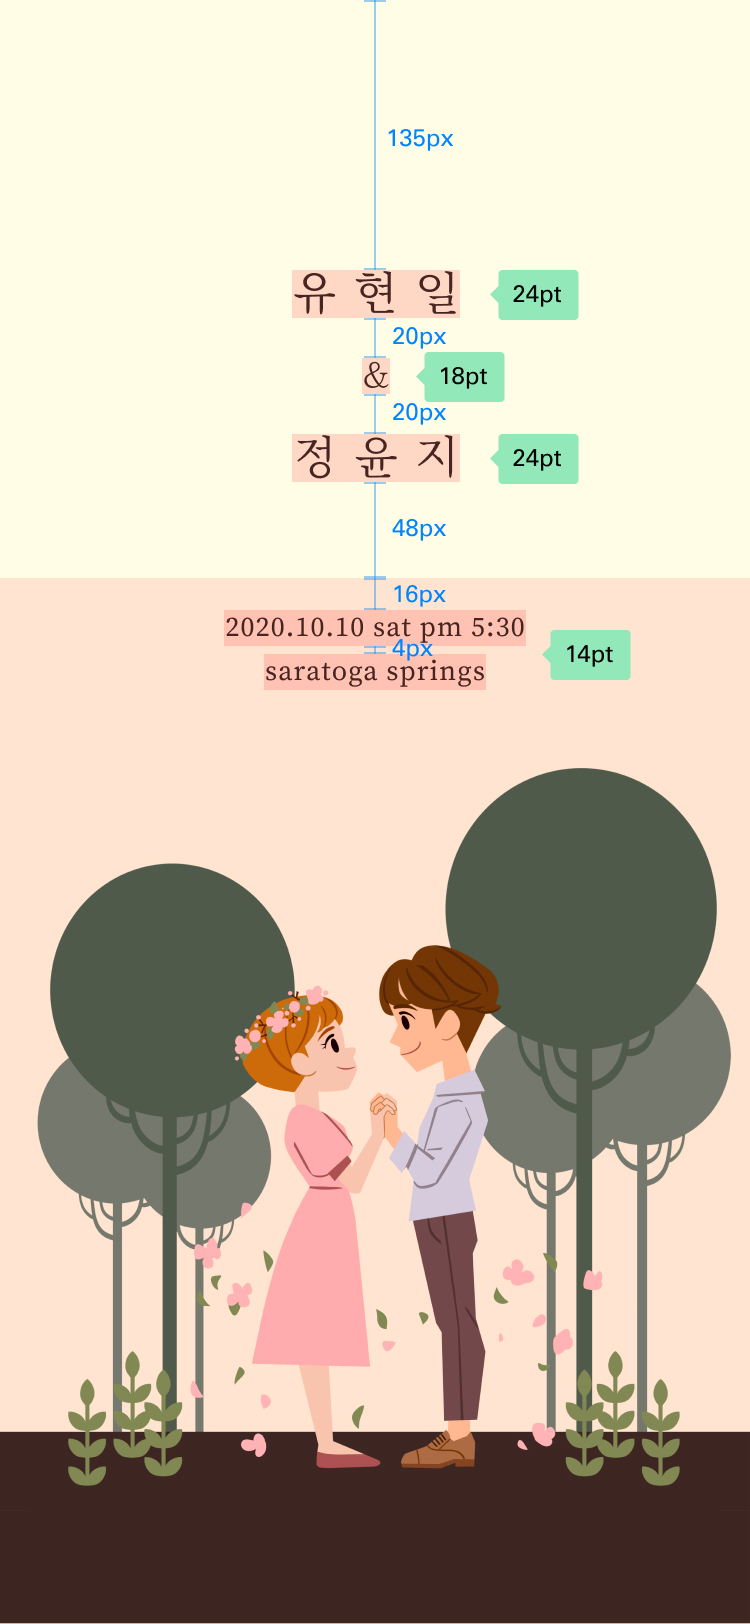 135px
유 현 일
24pt
20px
&
18pt
20px
정 윤 지
24pt
48px
16px
2020.10.10 sat pm 5:30
4px
14pt
saratoga springs